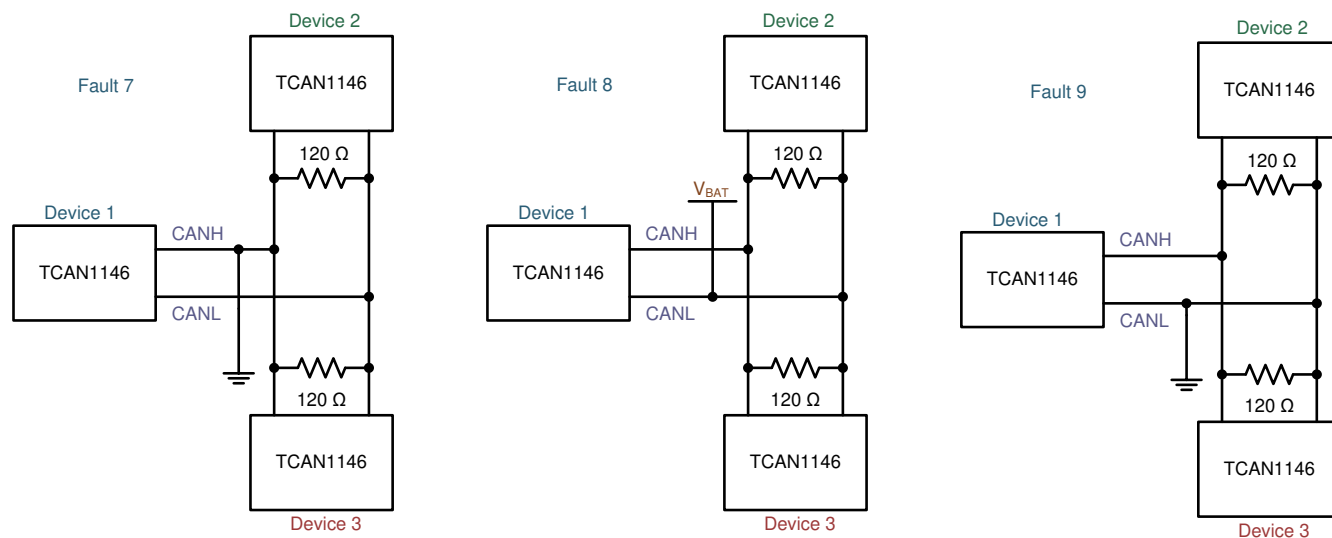 Device 2
TCAN1146
Fault 7
120 Ω
Device 1
CANH
TCAN1146
CANL
120 Ω
TCAN1146
Device 3
Device 2
TCAN1146
Fault 8
120 Ω
VBAT
Device 1
CANH
TCAN1146
CANL
120 Ω
TCAN1146
Device 3
Device 2
TCAN1146
Fault 9
120 Ω
Device 1
CANH
TCAN1146
CANL
120 Ω
TCAN1146
Device 3